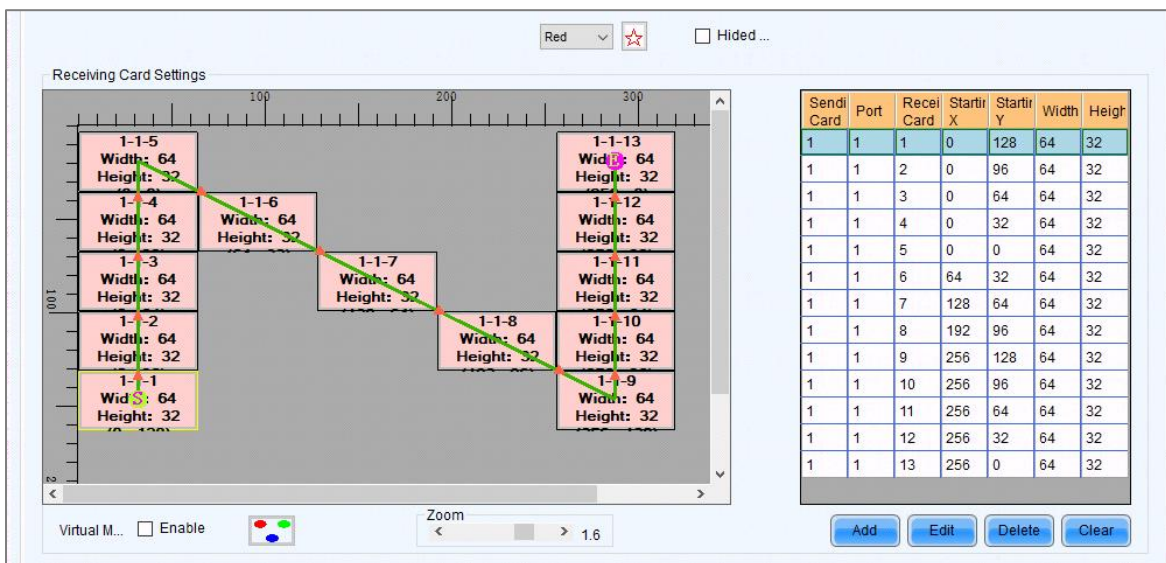 Red
Hided ...
Receiving Card Settings
100 200 300
1-1-5
Width: 64
Height: 32
1-1-13
Width: 64
Height: 32
1-1-4
Width: 64
Height: 32
1-1-6
Width: 64
Height: 32
1-1-12
Width: 64
Height: 32
1-1-3
Width: 64
Height: 32
1-1-7
Width: 64
Height: 32
1-1-11
Width: 64
Height: 32
100
1-1-2
Width: 64
Height: 32
1-1-8
Width: 64
Height: 32
1-1-10
Width: 64
Height: 32
1-1-1
Width: 64
Height: 32
1-1-9
Width: 64
Height: 32
S
E
Sendi Card Port Recei Card Startir X Startir Y Width Heigh
1 1 1 0 128 64 32
1 1 2 0 96 64 32
1 1 3 0 64 64 32
1 1 4 0 32 64 32
1 1 5 0 0 64 32
1 1 6 64 32 64 32
1 1 7 128 64 64 32
1 1 8 192 96 64 32
1 1 9 256 128 64 32
1 1 10 256 96 64 32
1 1 11 256 64 64 32
1 1 12 256 32 64 32
1 1 13 256 0 64 32
Virtual M... Enable
Zoom
1.6
Add Edit Delete Clear